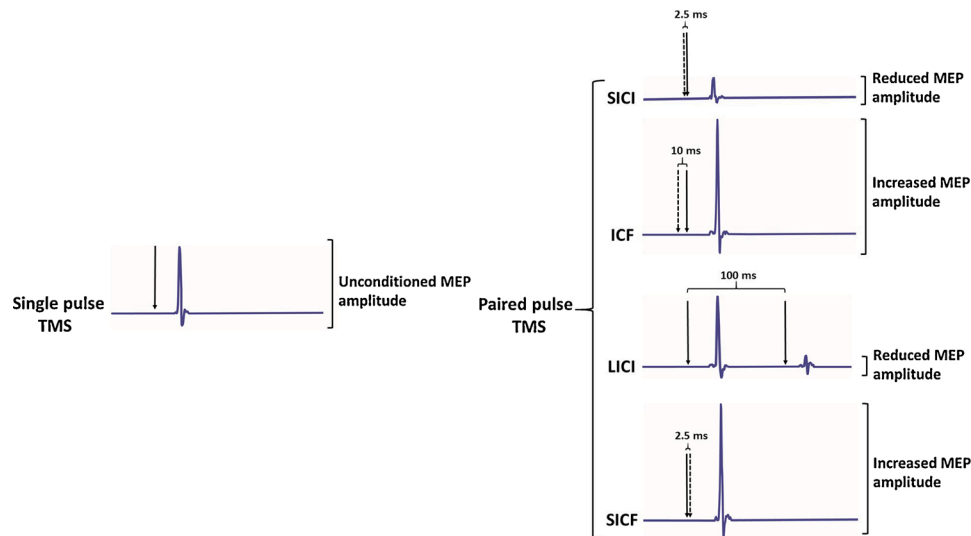 Single pulse
TMS
Unconditioned MEP
amplitude
Paired pulse
TMS
2.5 ms
SICI
Reduced MEP
amplitude
10 ms
ICF
Increased MEP
amplitude
100 ms
LICI
Reduced MEP
amplitude
2.5 ms
SICF
Increased MEP
amplitude